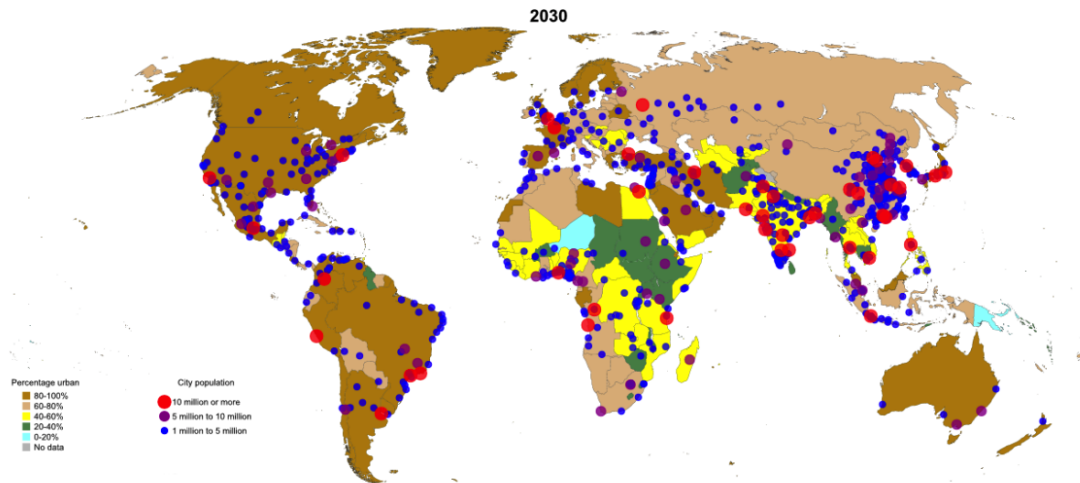 2030
Percentage urban
80-100%
60-80%
40-60%
20-40%
0-20%
No data
City population
10 million or more
5 million to 10 million
1 million to 5 million